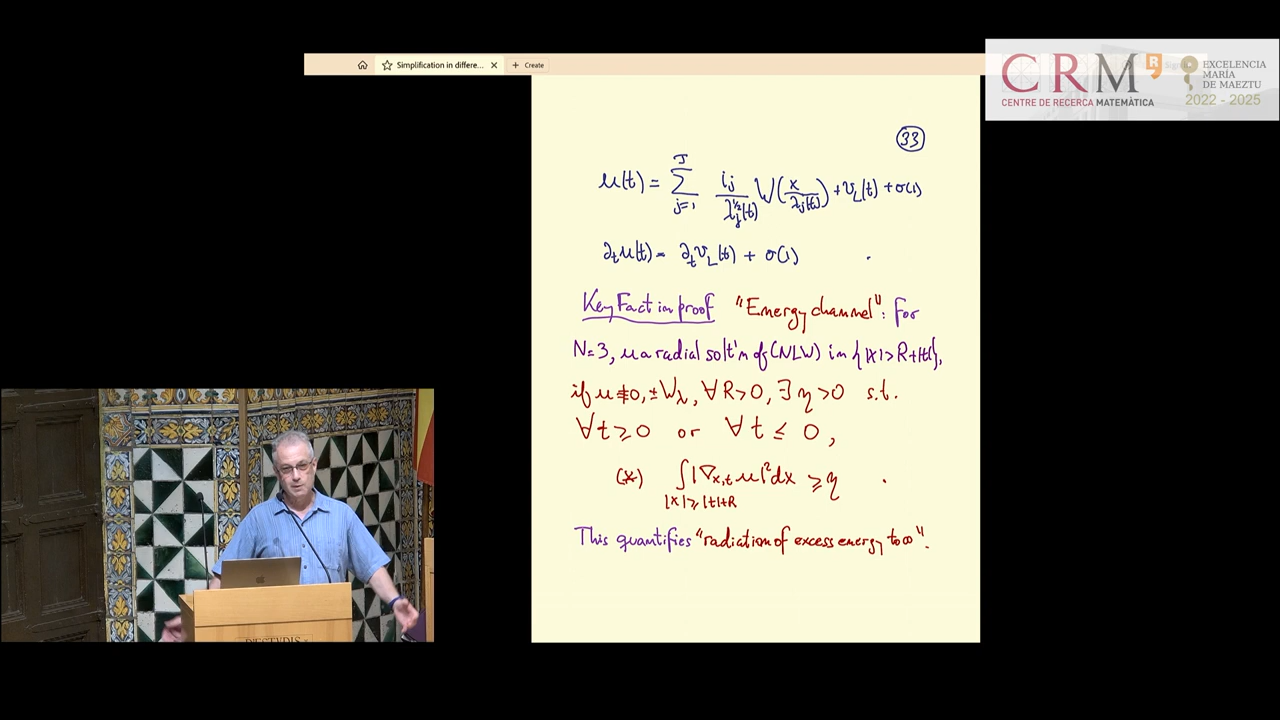 Simplification in differe...
Create
CRM
CENTRE DE RECERCA MATEMÀTICA
EXCELENCIA
MARÍA
DE MAEZTU
2022 - 2025
33
u(t) = Σ_{j=1}^{J} i_j/λ_j^{1/2}(t) W(x/λ_j(t)) + v_L(t) + o(1)
∂_t u(t) = ∂_t v_L(t) + o(1) .
Key Fact in proof "Energy channel": For
N=3, u a radial solt'n of (NLW) in {|x| > R+|t|},
if u ≢ 0, ± W_λ, ∀ R > 0, ∃ η > 0 s.t.
∀ t ≥ 0 or ∀ t ≤ 0,
(*) ∫_{|x| ≥ |t|+R} |∇_{x,t} u|² dx ≥ η .
This quantifies "radiation of excess energy to ∞".
D'ESTVDIS